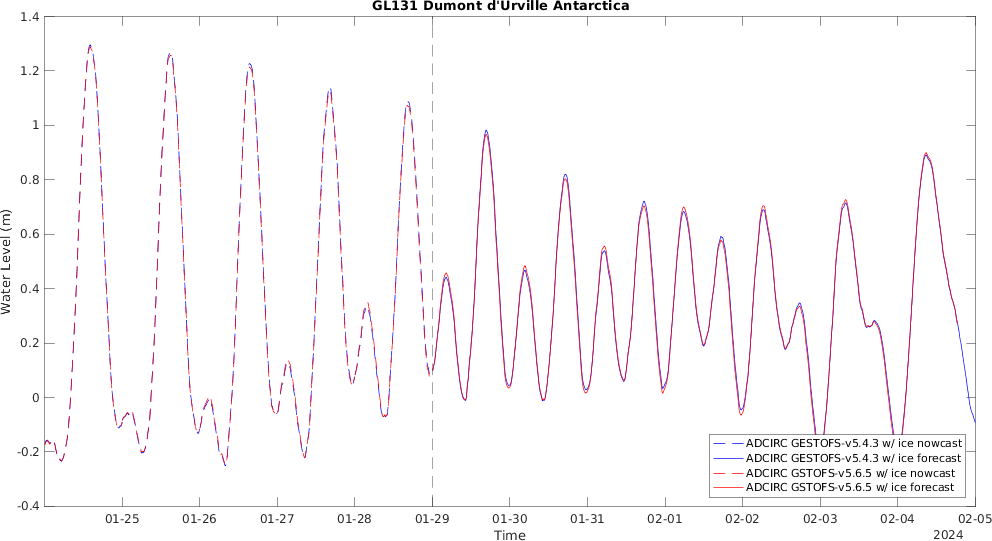 GL131 Dumont d'Urville Antarctica
1.4
1.2
1
0.8
0.6
0.4
0.2
0
-0.2
-0.4
Water Level (m)
01-25 01-26 01-27 01-28 01-29 01-30 01-31 02-01 02-02 02-03 02-04 02-05
Time
2024
ADCIRC GESTOFS-v5.4.3 w/ ice nowcast
ADCIRC GESTOFS-v5.4.3 w/ ice forecast
ADCIRC GSTOFS-v5.6.5 w/ ice nowcast
ADCIRC GSTOFS-v5.6.5 w/ ice forecast